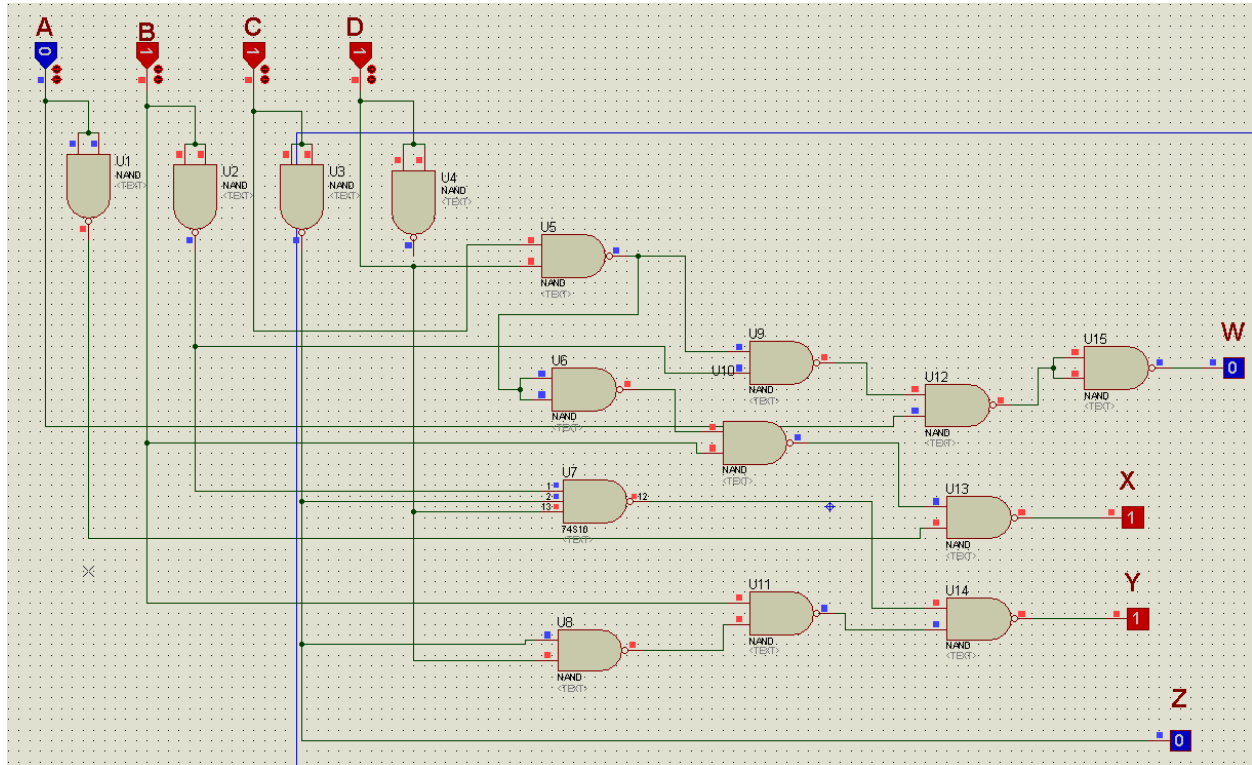 A B C D
0 1 1 1
U1
NAND
<TEXT>
U2
NAND
<TEXT>
U3
NAND
<TEXT>
U4
NAND
<TEXT>
U5
NAND
<TEXT>
U9
U10
NAND
<TEXT>
U6
NAND
<TEXT>
U15
NAND
<TEXT>
W
0
U12
NAND
<TEXT>
NAND
<TEXT>
U7
1
2
13
12
74S10
<TEXT>
U13
NAND
<TEXT>
X
1
U11
NAND
<TEXT>
U14
NAND
<TEXT>
Y
1
U8
NAND
<TEXT>
Z
0